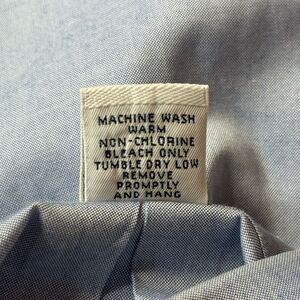 MACHINE WASH
WARM
NON-CHLORINE
BLEACH ONLY
TUMBLE DRY LOW
REMOVE
PROMPTLY
AND HANG